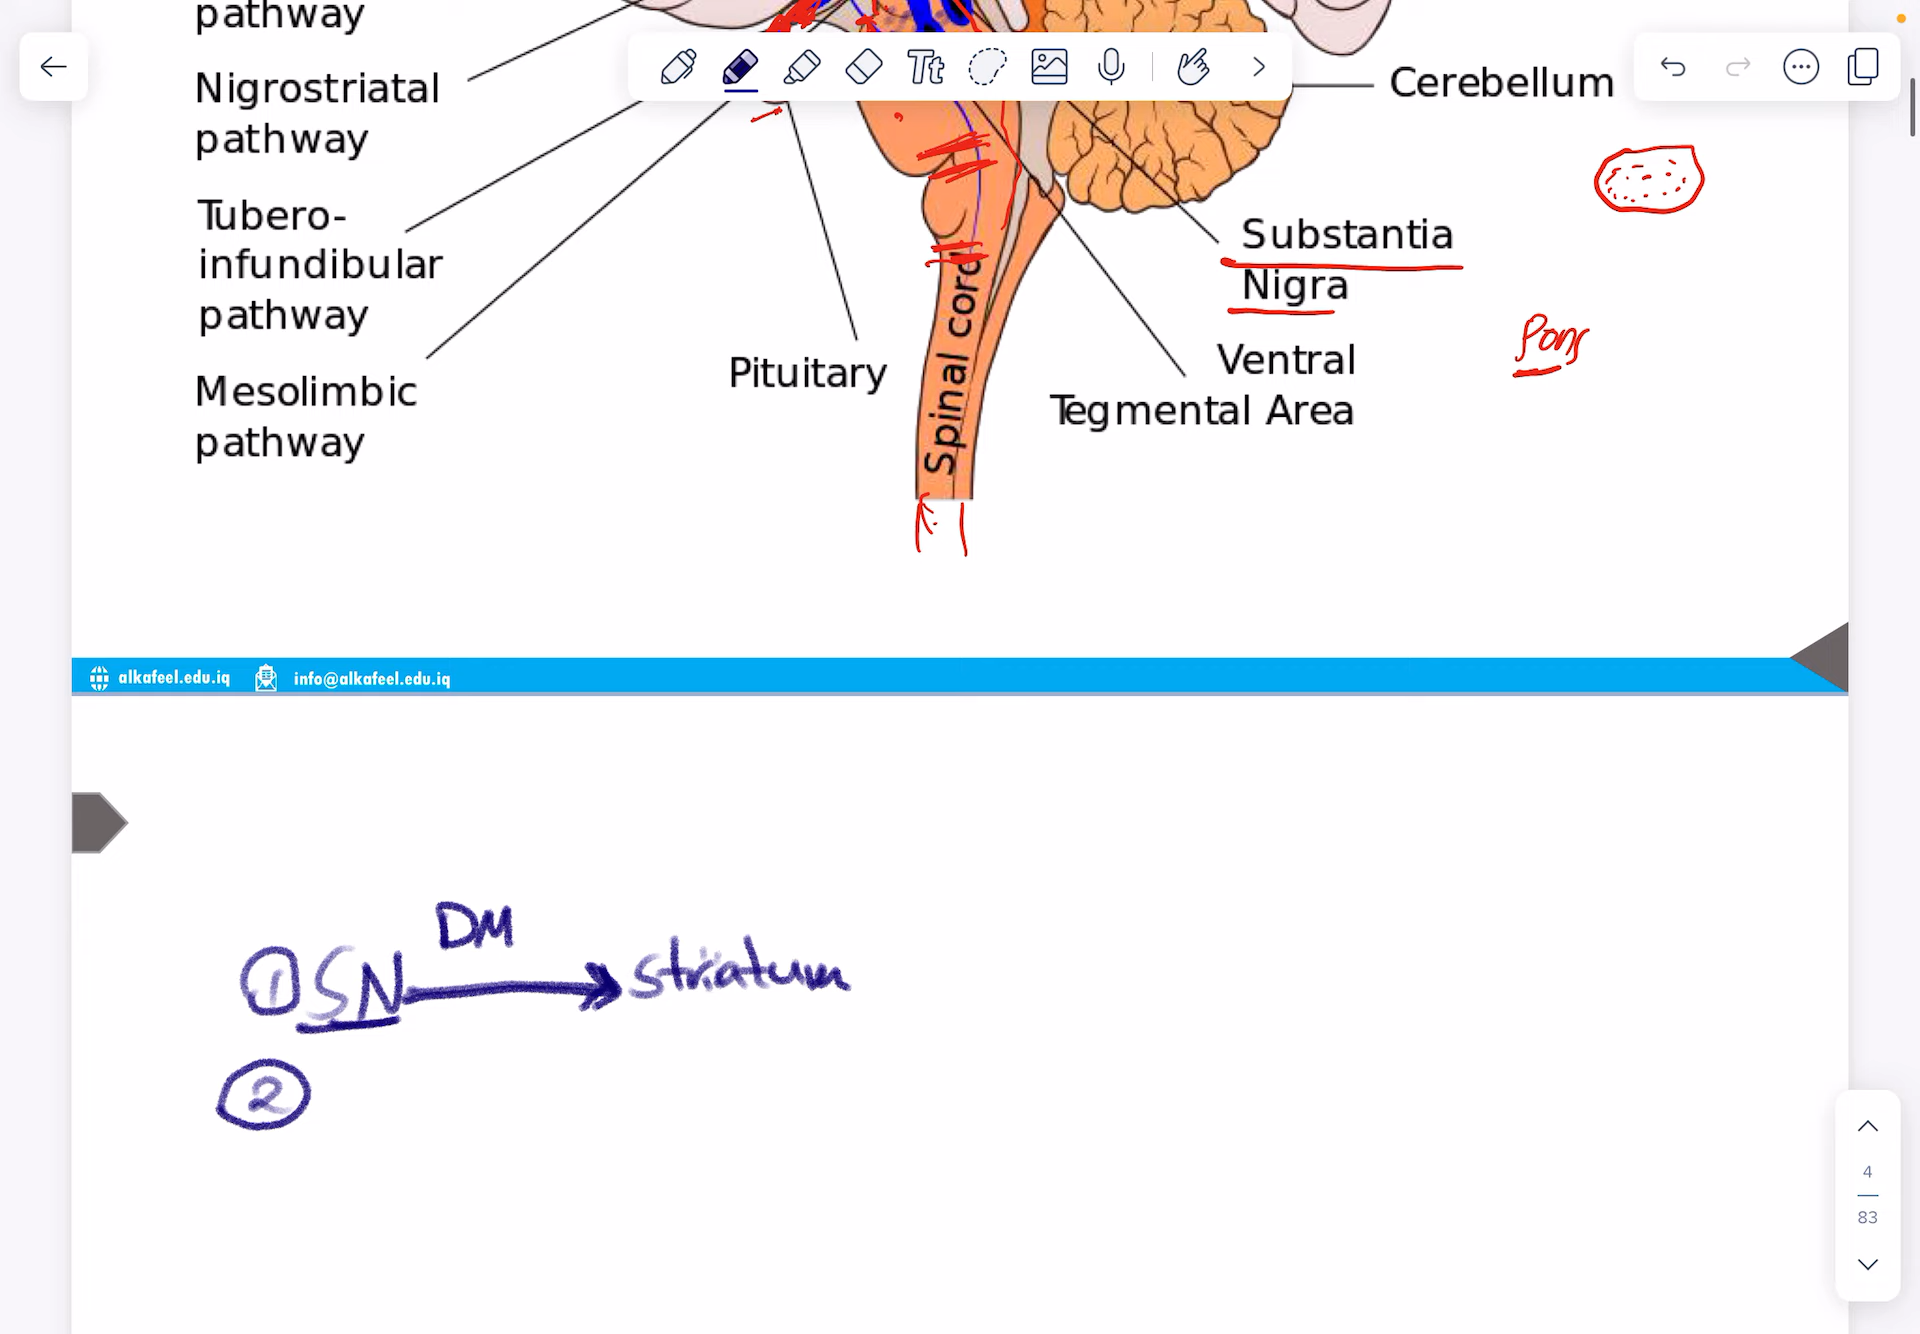 pathway
Nigrostriatal
pathway
Tubero-
infundibular
pathway
Mesolimbic
pathway
Tt
Cerebellum
Substantia
Nigra
Pons
Ventral
Tegmental Area
Pituitary
Spinal cord
alkafeel.edu.iq
info@alkafeel.edu.iq
① SN DM striatum
②
4
83